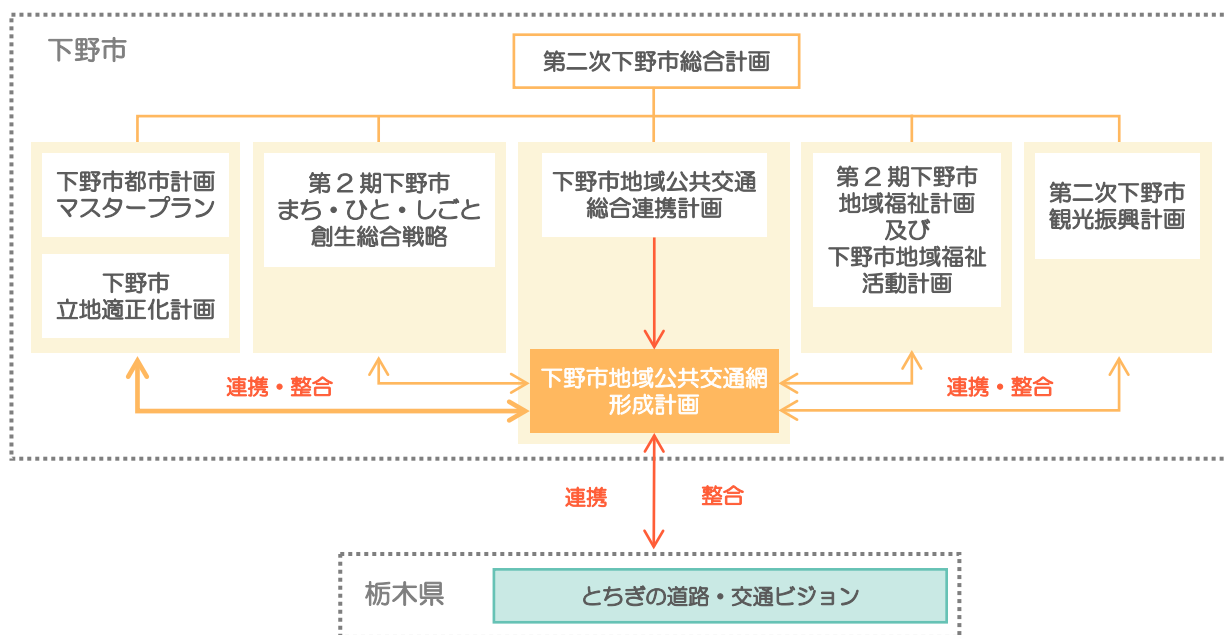 下野市
第二次下野市総合計画
下野市都市計画
マスタープラン
下野市
立地適正化計画
第2期下野市
まち・ひと・しごと
創生総合戦略
下野市地域公共交通
総合連携計画
第2期下野市
地域福祉計画
及び
下野市地域福祉
活動計画
第二次下野市
観光振興計画
連携・整合
下野市地域公共交通網
形成計画
連携・整合
連携
整合
栃木県
とちぎの道路・交通ビジョン